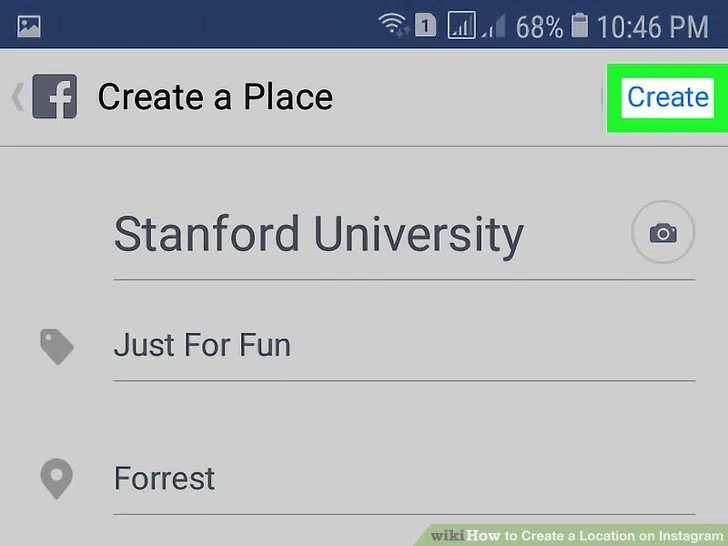 1 68% 10:46 PM
Create a Place
Create
Stanford University
Just For Fun
Forrest
wikiHow to Create a Location on Instagram